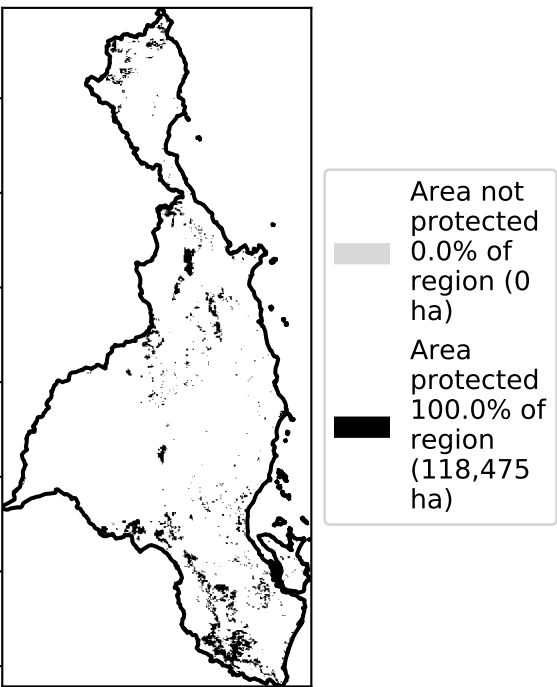 Area not
protected
0.0% of
region (0
ha)
Area
protected
100.0% of
region
(118,475
ha)